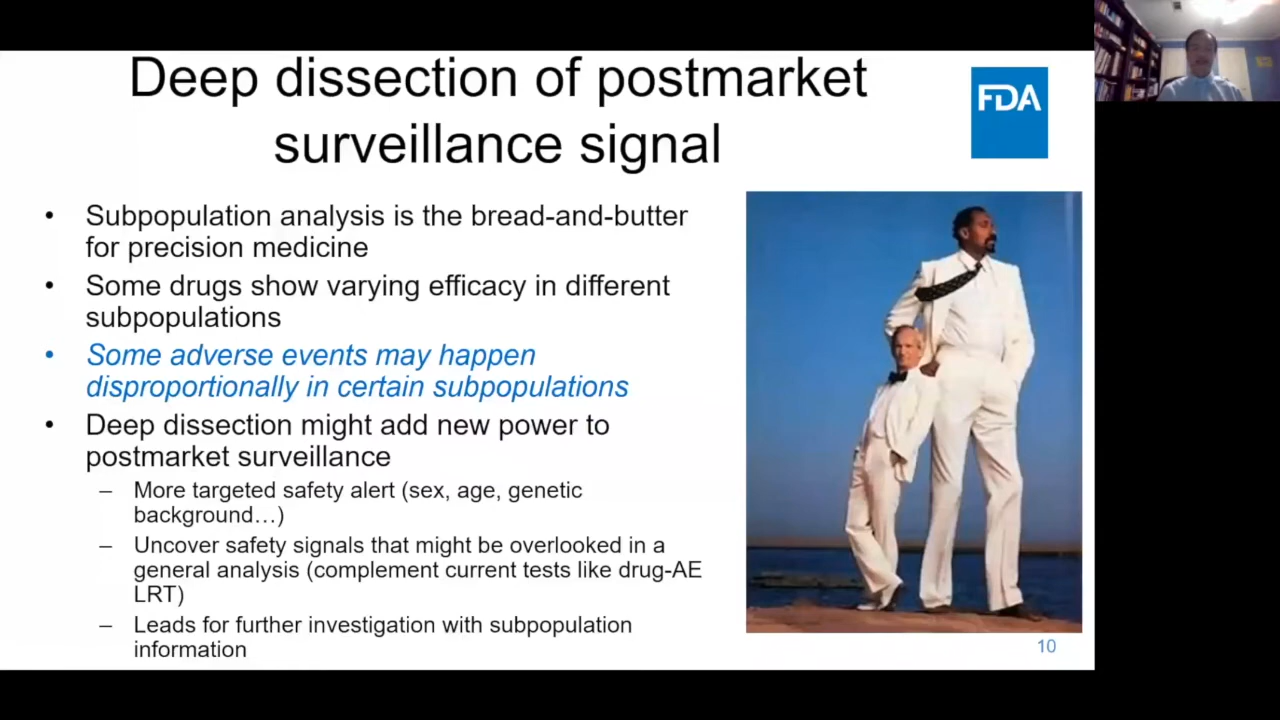 Deep dissection of postmarket
surveillance signal
FDA
• Subpopulation analysis is the bread-and-butter
for precision medicine
• Some drugs show varying efficacy in different
subpopulations
• Some adverse events may happen
disproportionally in certain subpopulations
• Deep dissection might add new power to
postmarket surveillance
– More targeted safety alert (sex, age, genetic
background…)
– Uncover safety signals that might be overlooked in a
general analysis (complement current tests like drug-AE
LRT)
– Leads for further investigation with subpopulation
information
10